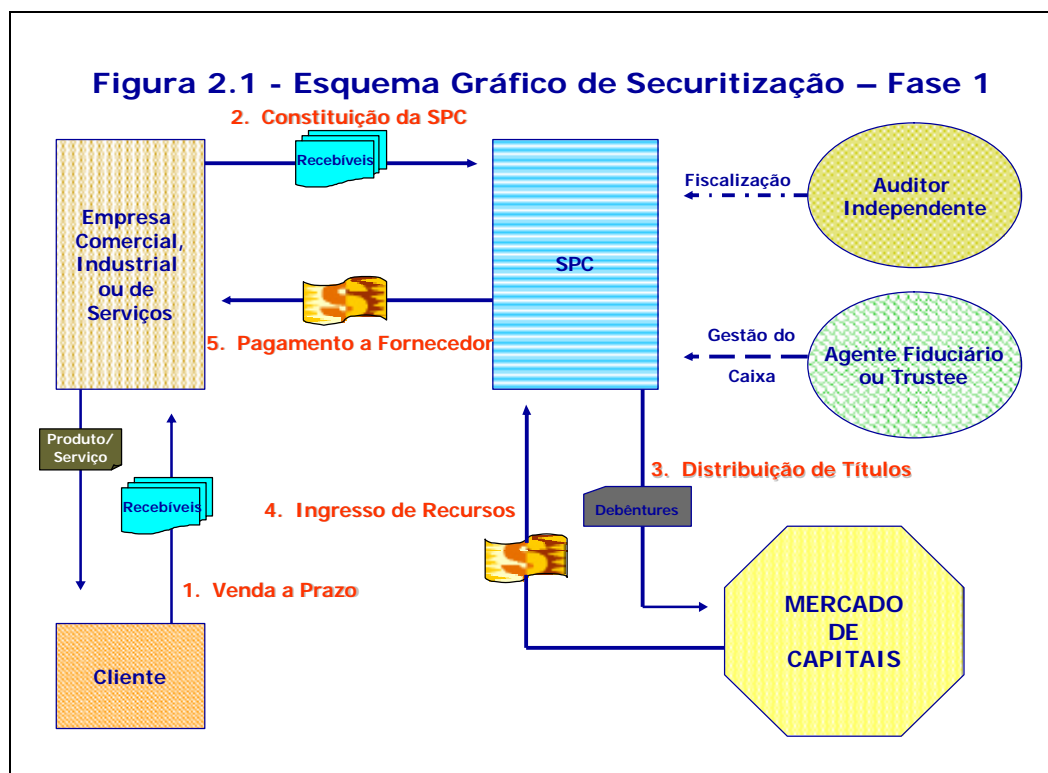 Figura 2.1 - Esquema Gráfico de Securitização – Fase 1
2. Constituição da SPC
Recebíveis
Empresa
Comercial,
Industrial
ou de
Serviços
SPC
Fiscalização
Auditor
Independente
5. Pagamento a Fornecedor
Gestão do
Caixa
Agente Fiduciário
ou Trustee
Produto/
Serviço
Recebíveis
1. Venda a Prazo
Cliente
4. Ingresso de Recursos
3. Distribuição de Títulos
Debêntures
MERCADO
DE
CAPITAIS